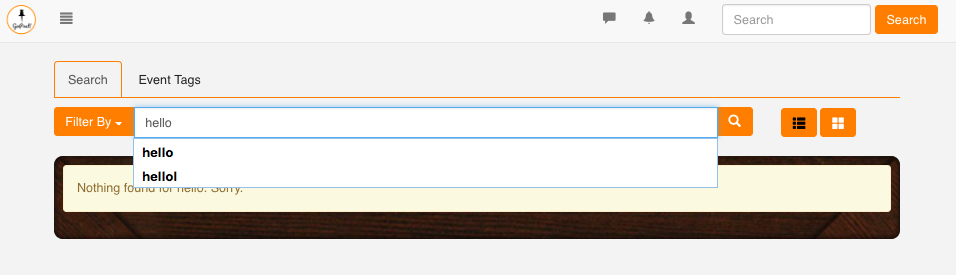 Search Search
Search Event Tags
Filter By hello
hello
hellol
Nothing found for hello. Sorry.